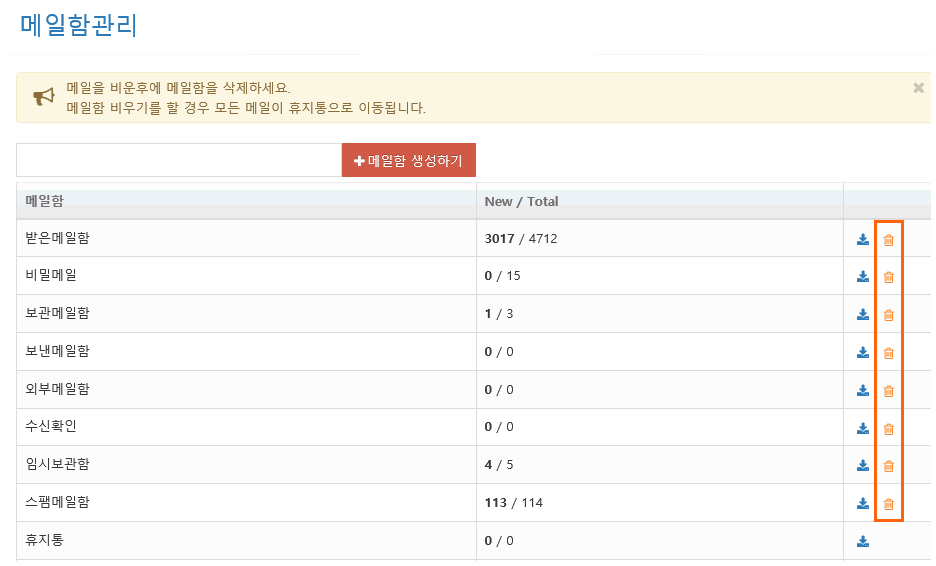 메일함관리
메일을 비운후에 메일함을 삭제하세요.
메일함 비우기를 할 경우 모든 메일이 휴지통으로 이동됩니다.
메일함 생성하기
메일함 New / Total
받은메일함 3017 / 4712
비밀메일 0 / 15
보관메일함 1 / 3
보낸메일함 0 / 0
외부메일함 0 / 0
수신확인 0 / 0
임시보관함 4 / 5
스팸메일함 113 / 114
휴지통 0 / 0